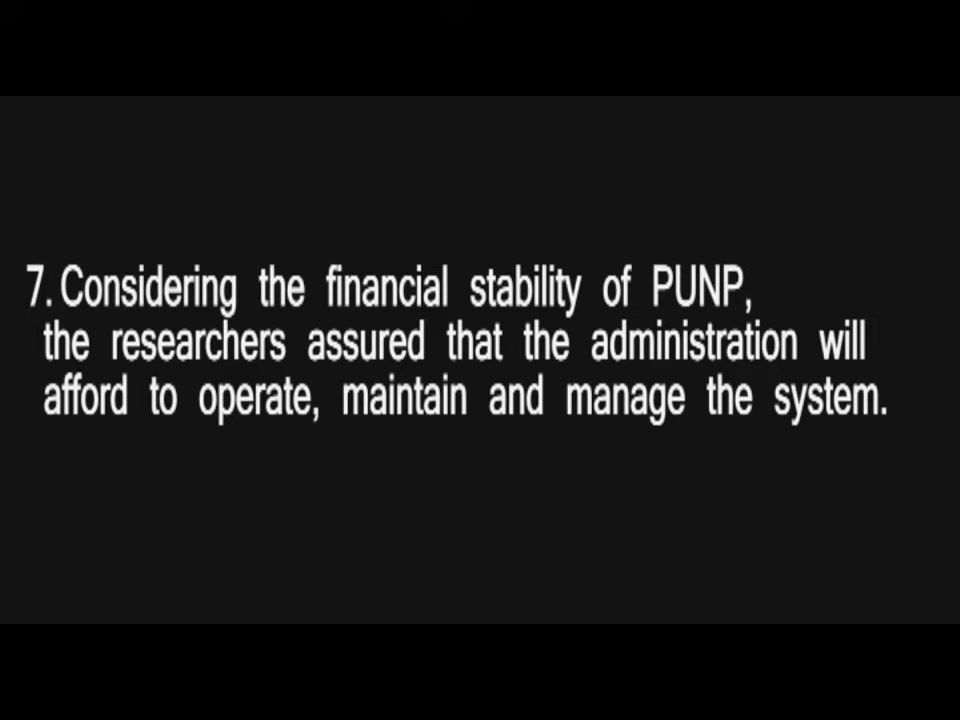 7. Considering the financial stability of PUNP,
the researchers assured that the administration will
afford to operate, maintain and manage the system.